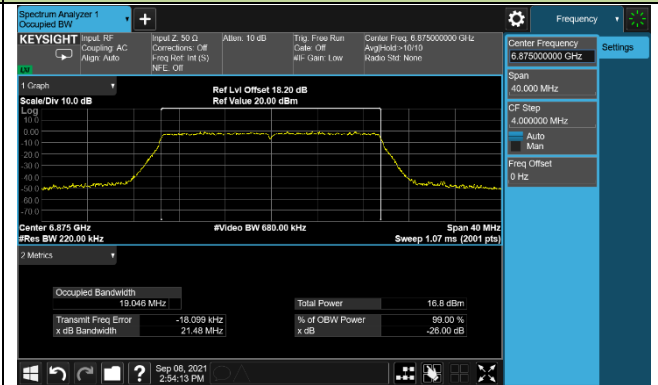 Spectrum Analyzer 1
Occupied BW
Frequency
KEYSIGHT
Input: RF
Coupling: AC
Align: Auto
Input Z: 50 Ω
Corrections: Off
Freq Ref: Int (S)
NFE: Off
Atten: 10 dB
Trig: Free Run
Gate: Off
#IF Gain: Low
Center Freq: 6.875000000 GHz
Avg|Hold:>10/10
Radio Std: None
LXI
Center Frequency
6.875000000 GHz
Settings
Span
40.000 MHz
CF Step
4.000000 MHz
Auto
Man
Freq Offset
0 Hz
1 Graph
Scale/Div 10.0 dB
Ref Lvl Offset 18.20 dB
Ref Value 20.00 dBm
Log
10.0
0.00
-10.0
-20.0
-30.0
-40.0
-50.0
-60.0
-70.0
Center 6.875 GHz
#Video BW 680.00 kHz
Span 40 MHz
#Res BW 220.00 kHz
Sweep 1.07 ms (2001 pts)
2 Metrics
Occupied Bandwidth
19.046 MHz
Total Power 16.8 dBm
Transmit Freq Error -18.099 kHz
% of OBW Power 99.00 %
x dB Bandwidth 21.48 MHz
x dB -26.00 dB
?
Sep 08, 2021
2:54:13 PM